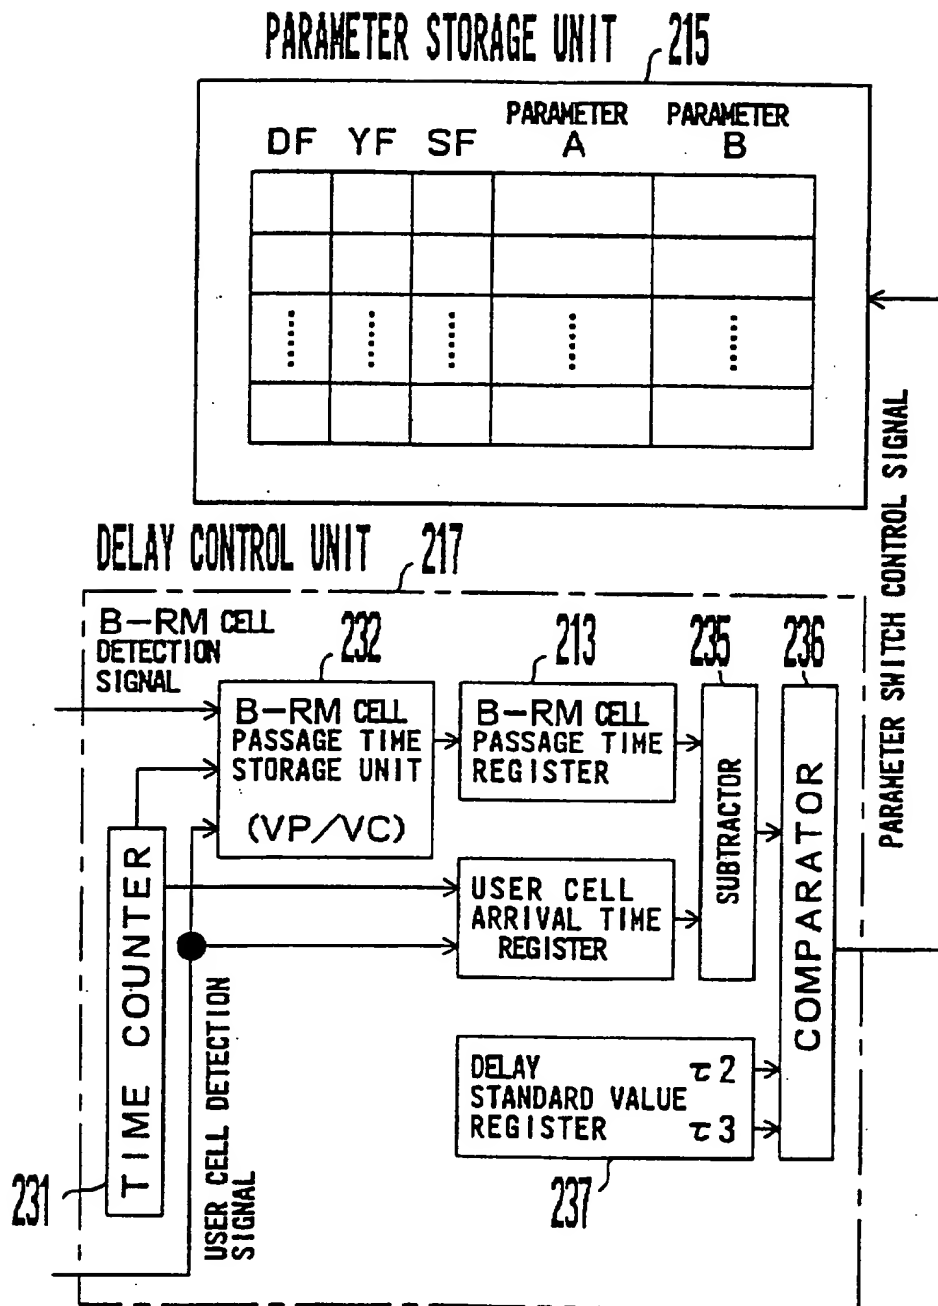 PARAMETER STORAGE UNIT 215
PARAMETER PARAMETER
DF YF SF A B
PARAMETER SWITCH CONTROL SIGNAL
DELAY CONTROL UNIT 217
B-RM CELL
DETECTION
SIGNAL
232
213
235
236
B-RM CELL
PASSAGE TIME
STORAGE UNIT
(VP/VC)
B-RM CELL
PASSAGE TIME
REGISTER
SUBTRACTOR
COMPARATOR
TIME COUNTER
USER CELL
ARRIVAL TIME
REGISTER
USER CELL DETECTION
SIGNAL
DELAY τ2
STANDARD VALUE
REGISTER τ3
231
237